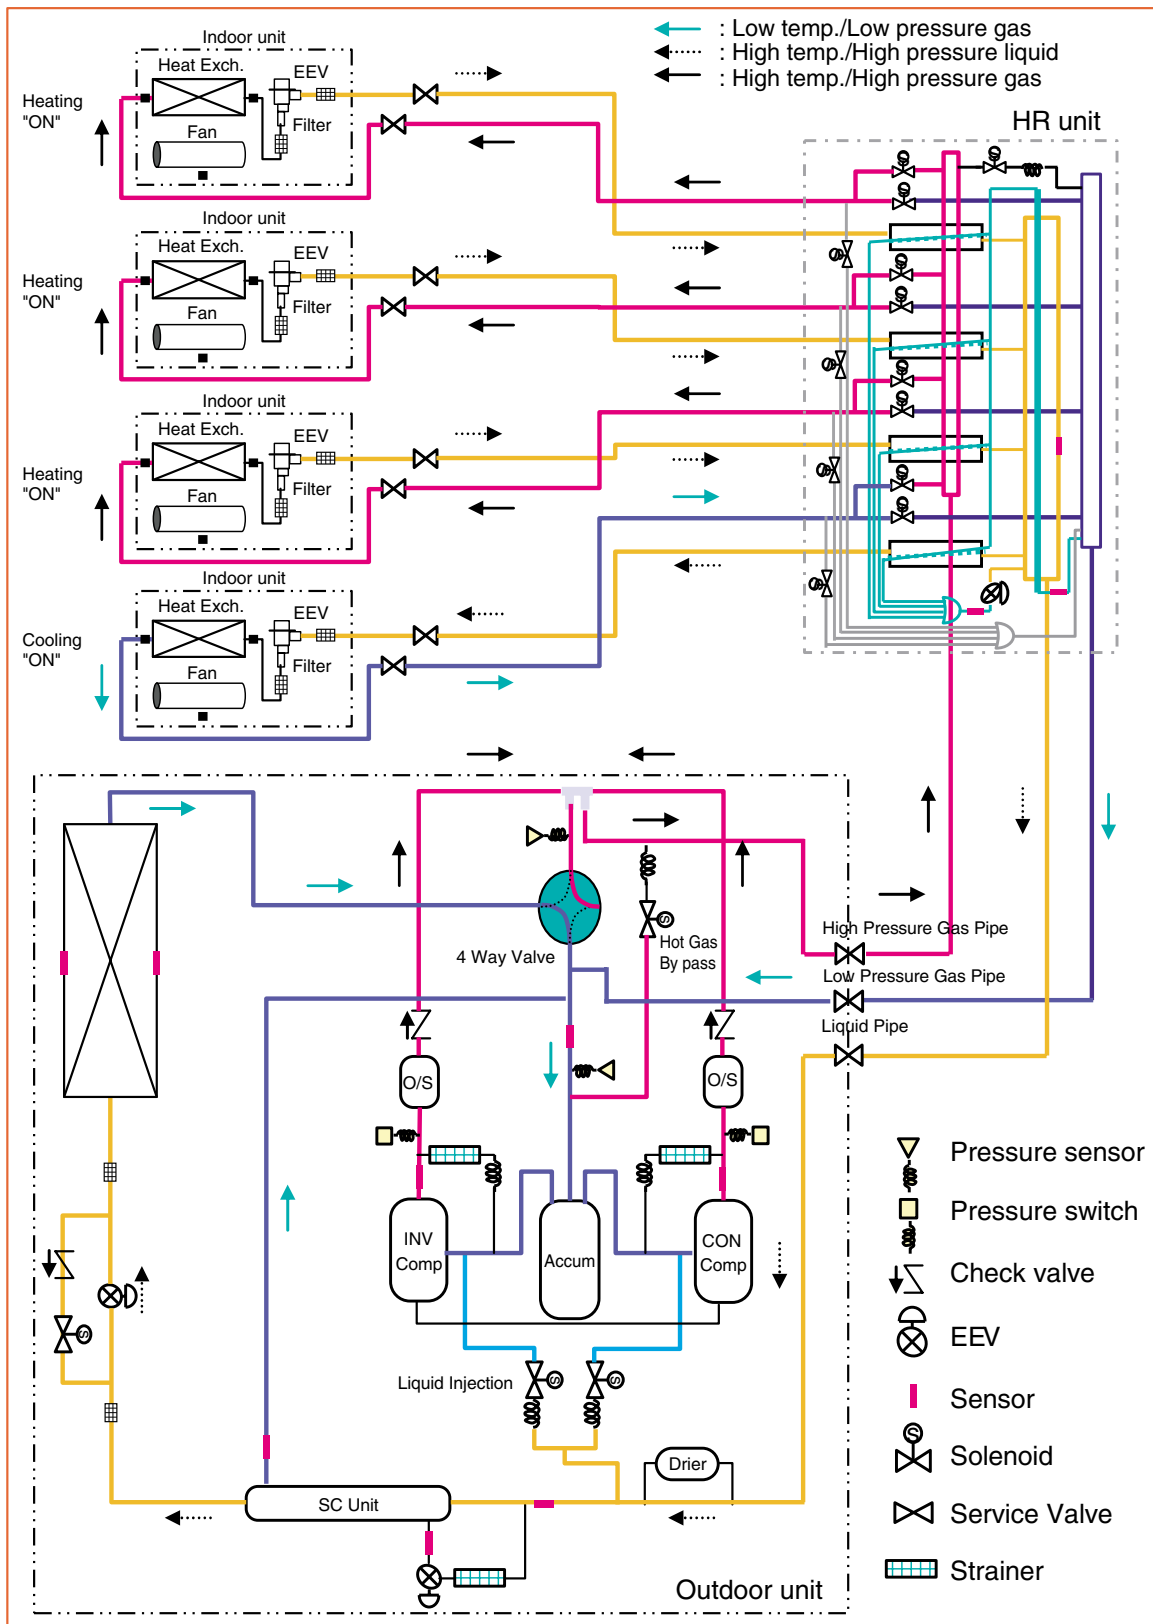 : Low temp./Low pressure gas
: High temp./High pressure liquid
: High temp./High pressure gas
HR unit
Indoor unit
Heat Exch.
EEV
Heating
"ON"
Fan
Filter
Indoor unit
Heat Exch.
EEV
Heating
"ON"
Fan
Filter
Indoor unit
Heat Exch.
EEV
Heating
"ON"
Fan
Filter
Indoor unit
Heat Exch.
EEV
Cooling
"ON"
Fan
Filter
4 Way Valve
Hot Gas
By pass
S
High Pressure Gas Pipe
Low Pressure Gas Pipe
Liquid Pipe
O/S
O/S
INV
Comp
Accum
CON
Comp
S
Liquid Injection
S
S
Drier
SC Unit
Outdoor unit
Pressure sensor
Pressure switch
Check valve
EEV
Sensor
S
Solenoid
Service Valve
Strainer